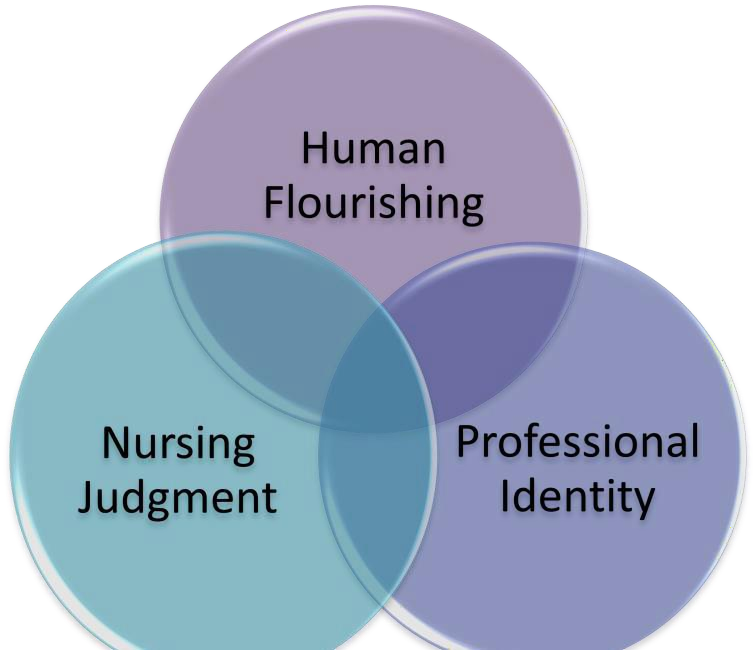 Human
Flourishing
Nursing
Judgment
Professional
Identity